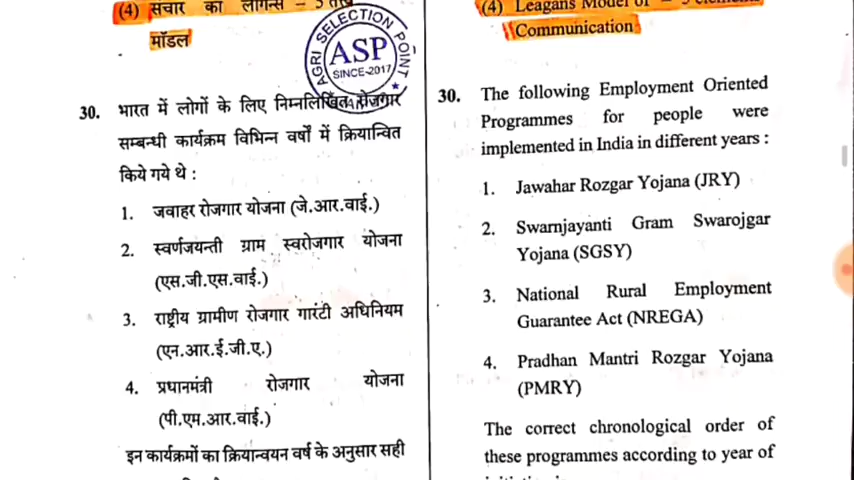 (4) संचार का लीगन्स – 5 तत्व
मॉडल
AGRI SELECTION POINT
ASP
SINCE-2017
30. भारत में लोगों के लिए निम्नलिखित रोजगार
सम्बन्धी कार्यक्रम विभिन्न वर्षों में क्रियान्वित
किये गये थे :
1. जवाहर रोजगार योजना (जे.आर.वाई.)
2. स्वर्णजयन्ती ग्राम स्वरोजगार योजना
(एस.जी.एस.वाई.)
3. राष्ट्रीय ग्रामीण रोजगार गारंटी अधिनियम
(एन.आर.ई.जी.ए.)
4. प्रधानमंत्री रोजगार योजना
(पी.एम.आर.वाई.)
इन कार्यक्रमों का क्रियान्वयन वर्ष के अनुसार सही
(4) Leagans Model of – 5 elements
Communication
30. The following Employment Oriented
Programmes for people were
implemented in India in different years :
1. Jawahar Rozgar Yojana (JRY)
2. Swarnjayanti Gram Swarojgar
Yojana (SGSY)
3. National Rural Employment
Guarantee Act (NREGA)
4. Pradhan Mantri Rozgar Yojana
(PMRY)
The correct chronological order of
these programmes according to year of